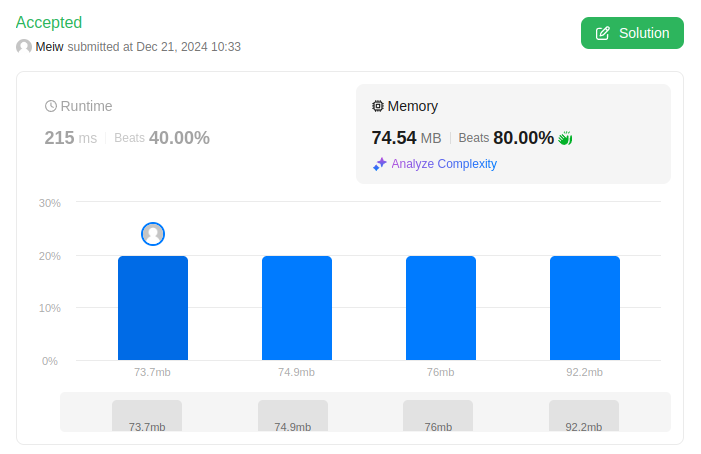 Accepted
Meiw submitted at Dec 21, 2024 10:33
Solution
Runtime
215 ms Beats 40.00%
Memory
74.54 MB Beats 80.00%
Analyze Complexity
30%
20%
10%
0%
73.7mb 74.9mb 76mb 92.2mb
73.7mb 74.9mb 76mb 92.2mb